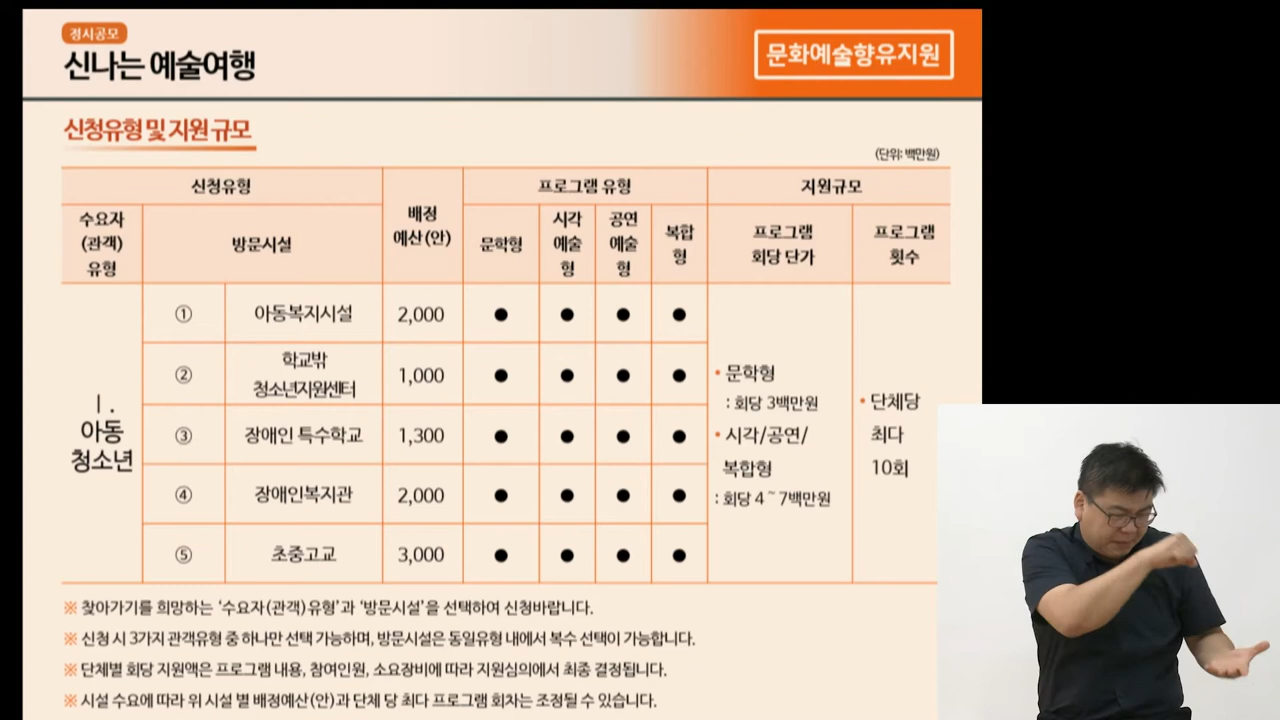 정시공모
신나는 예술여행
문화예술향유지원
신청유형 및 지원 규모
(단위: 백만원)
신청유형
배정
예산(안)
프로그램 유형
지원규모
수요자
(관객)
유형
방문시설
문학형
시각
예술
형
공연
예술
형
복합
형
프로그램
회당 단가
프로그램
횟수
Ⅰ.
아동
청소년
① 아동복지시설 2,000 ● ● ● ●
② 학교밖
청소년지원센터 1,000 ● ● ● ●
③ 장애인 특수학교 1,300 ● ● ● ●
④ 장애인복지관 2,000 ● ● ● ●
⑤ 초중고교 3,000 ● ● ● ●
• 문학형
: 회당 3백만원
• 시각/공연/
복합형
: 회당 4 ~ 7백만원
• 단체당
최다
10회
※ 찾아가기를 희망하는 ‘수요자(관객)유형’과 ‘방문시설’을 선택하여 신청바랍니다.
※ 신청 시 3가지 관객유형 중 하나만 선택 가능하며, 방문시설은 동일유형 내에서 복수 선택이 가능합니다.
※ 단체별 회당 지원액은 프로그램 내용, 참여인원, 소요장비에 따라 지원심의에서 최종 결정됩니다.
※ 시설 수요에 따라 위 시설 별 배정예산(안)과 단체 당 최다 프로그램 회차는 조정될 수 있습니다.